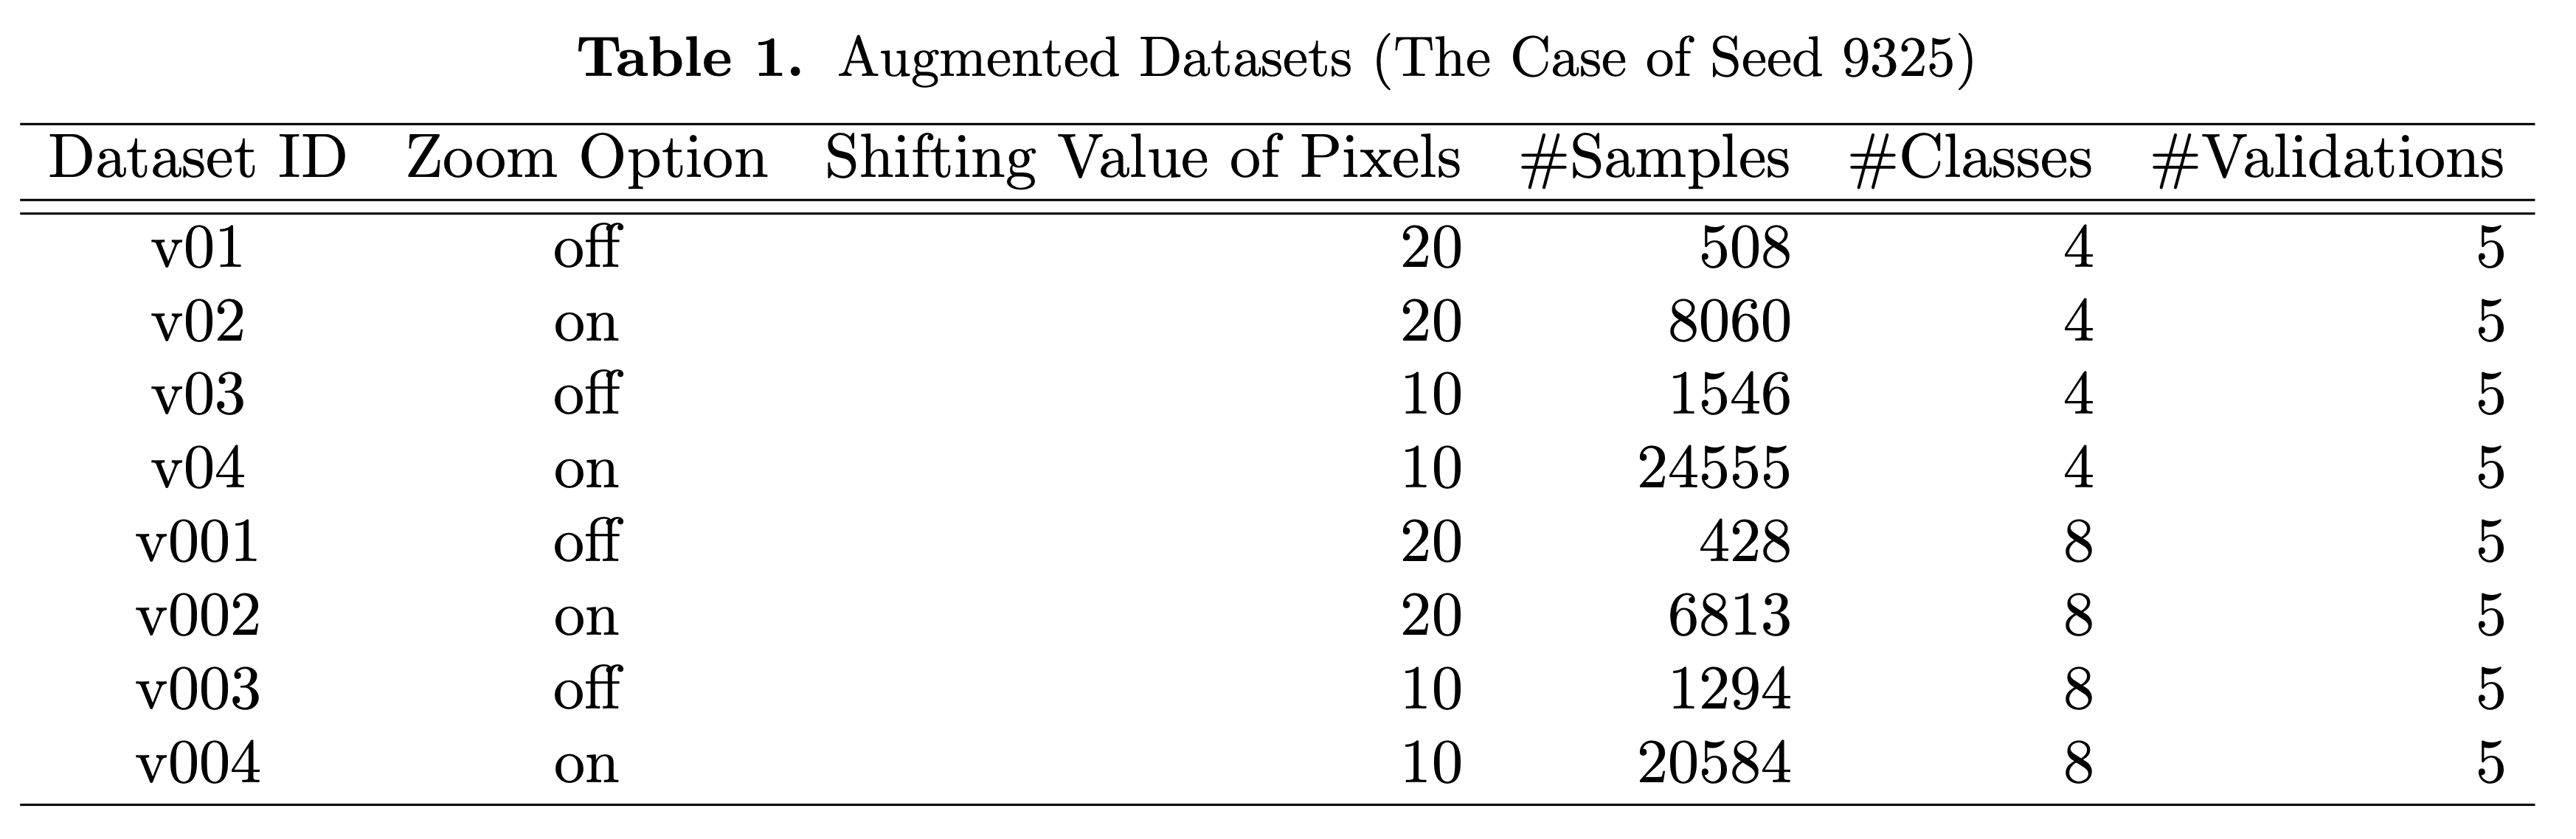 Table 1. Augmented Datasets (The Case of Seed 9325)
Dataset ID Zoom Option Shifting Value of Pixels #Samples #Classes #Validations
v01 off 20 508 4 5
v02 on 20 8060 4 5
v03 off 10 1546 4 5
v04 on 10 24555 4 5
v001 off 20 428 8 5
v002 on 20 6813 8 5
v003 off 10 1294 8 5
v004 on 10 20584 8 5